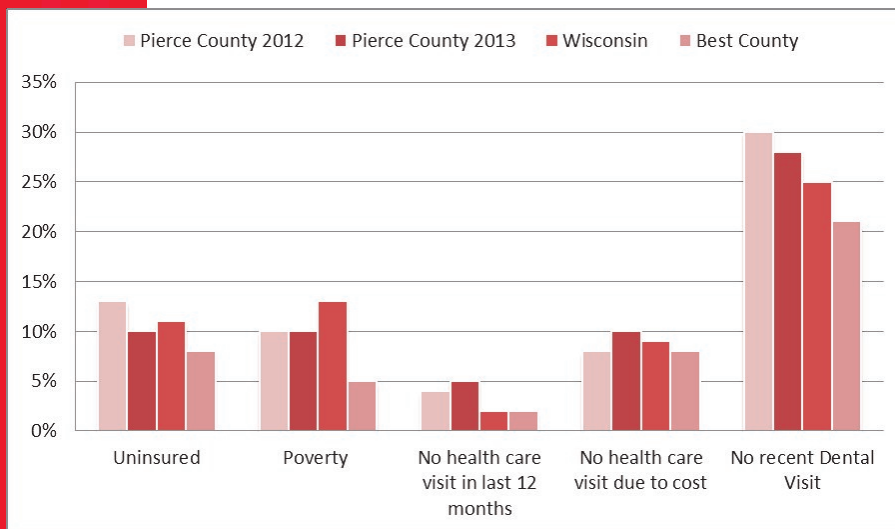 Pierce County 2012 Pierce County 2013 Wisconsin Best County
35%
30%
25%
20%
15%
10%
5%
0%
Uninsured Poverty No health care No health care No recent Dental
visit in last 12 visit due to cost Visit
months